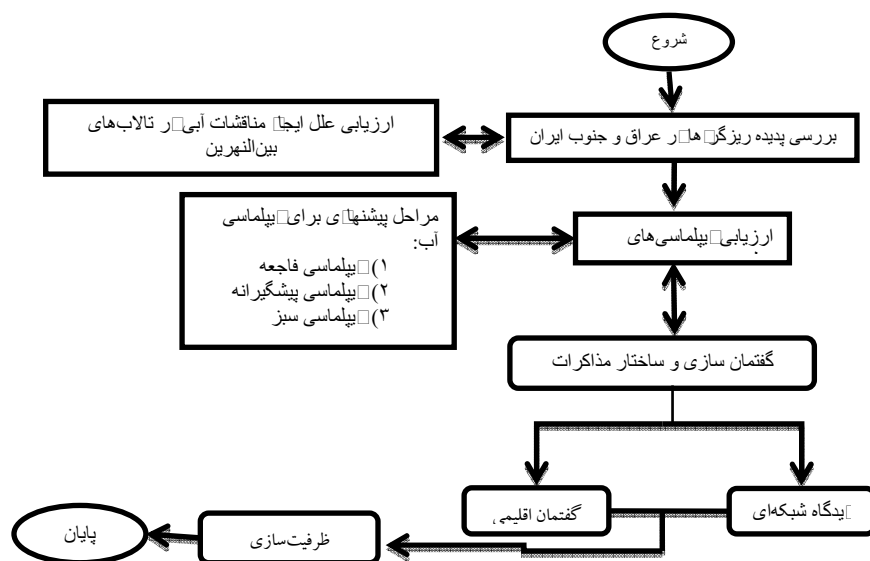 شروع
بررسی پدیده ریزگر□ ها□ر عراق و جنوب ایران
ارزیابی علل ایجا□ مناقشات آبی□ر تالاب‌های
بین‌النهرین
ارزیابی□یپلماسی‌های
مراحل پیشنها□ی برای□یپلماسی
آب:
۱)□یپلماسی فاجعه
۲)□یپلماسی پیشگیرانه
۳)□یپلماسی سبز
گفتمان سازی و ساختار مذاکرات
□یدگاه شبکه‌ای
گفتمان اقلیمی
ظرفیت‌سازی
پایان